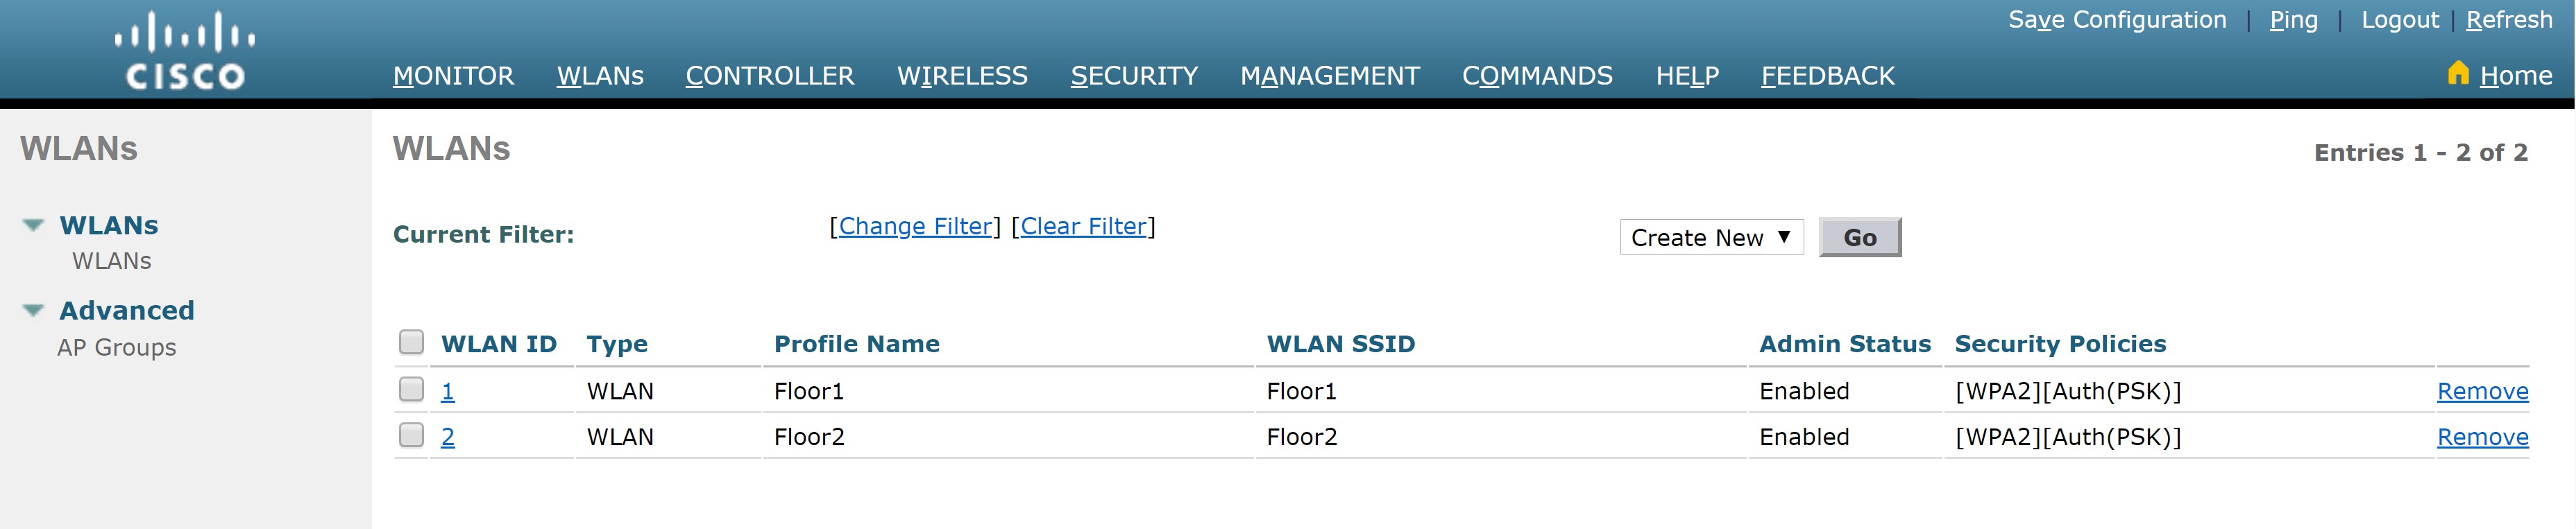 Save Configuration | Ping | Logout | Refresh
CISCO
MONITOR WLANs CONTROLLER WIRELESS SECURITY MANAGEMENT COMMANDS HELP FEEDBACK Home
WLANs
WLANs
WLANs
Advanced
AP Groups
WLANs
Entries 1 - 2 of 2
Current Filter: [Change Filter] [Clear Filter] Create New Go
WLAN ID Type Profile Name WLAN SSID Admin Status Security Policies
1 WLAN Floor1 Floor1 Enabled [WPA2][Auth(PSK)] Remove
2 WLAN Floor2 Floor2 Enabled [WPA2][Auth(PSK)] Remove